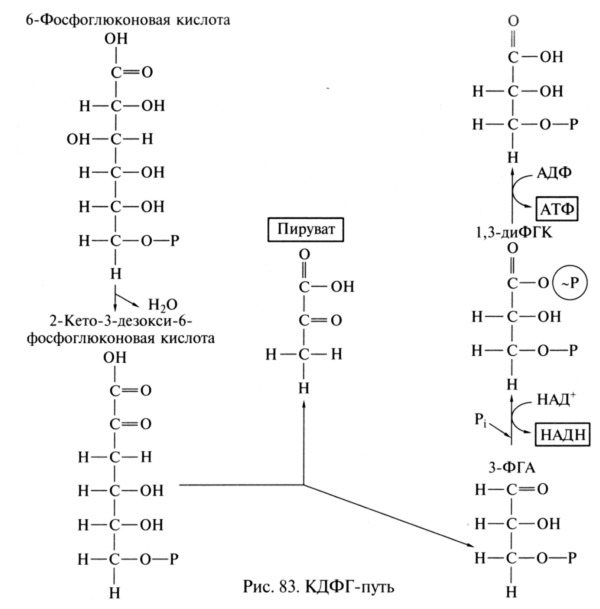 6-Фосфоглюконовая кислота
OH
C=O
H—C—OH
OH—C—H
H—C—OH
H—C—OH
H—C—O—P
H
H₂O
2-Кето-3-дезокси-6-
фосфоглюконовая кислота
OH
C=O
C=O
H—C—H
H—C—OH
H—C—OH
H—C—O—P
H
Пируват
O
C—OH
C=O
H—C—H
H
O
C—OH
H—C—OH
H—C—O—P
H
АДФ
АТФ
1,3-диФГК
O
C—O ~P
H—C—OH
H—C—O—P
H
НАД⁺
Pᵢ
НАДН
3-ФГА
H—C=O
H—C—OH
H—C—O—P
H
Рис. 83. КДФГ-путь